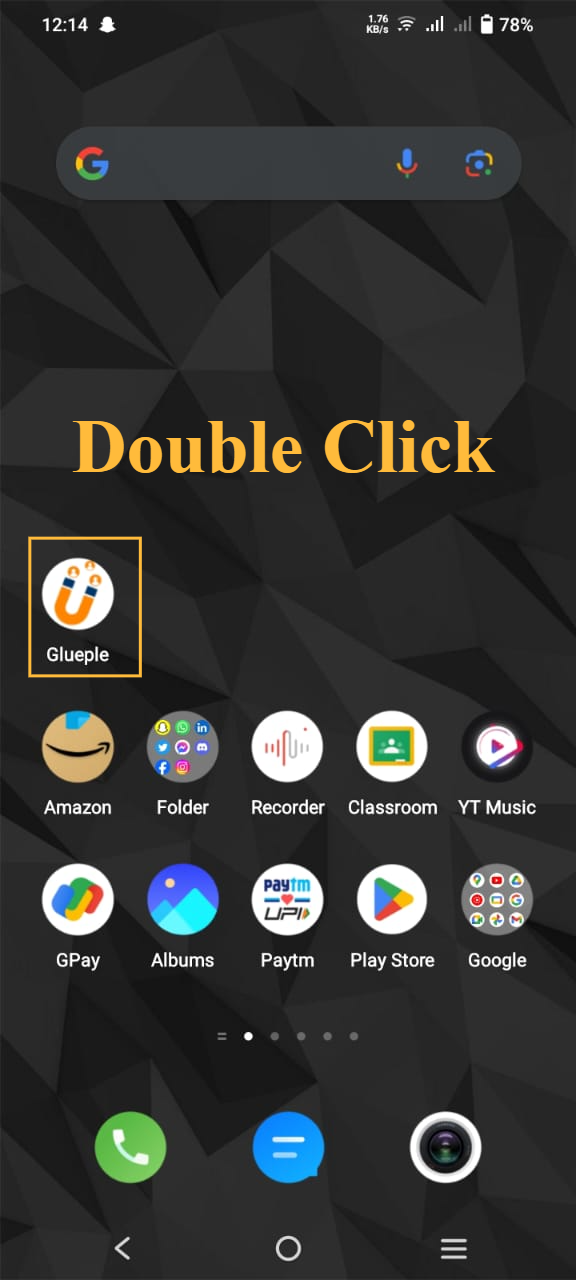 12:14
1.76
KB/s
78%
Double Click
Glueple
Amazon
Folder
Recorder
Classroom
YT Music
paytm
UPI
GPay
Albums
Paytm
Play Store
Google